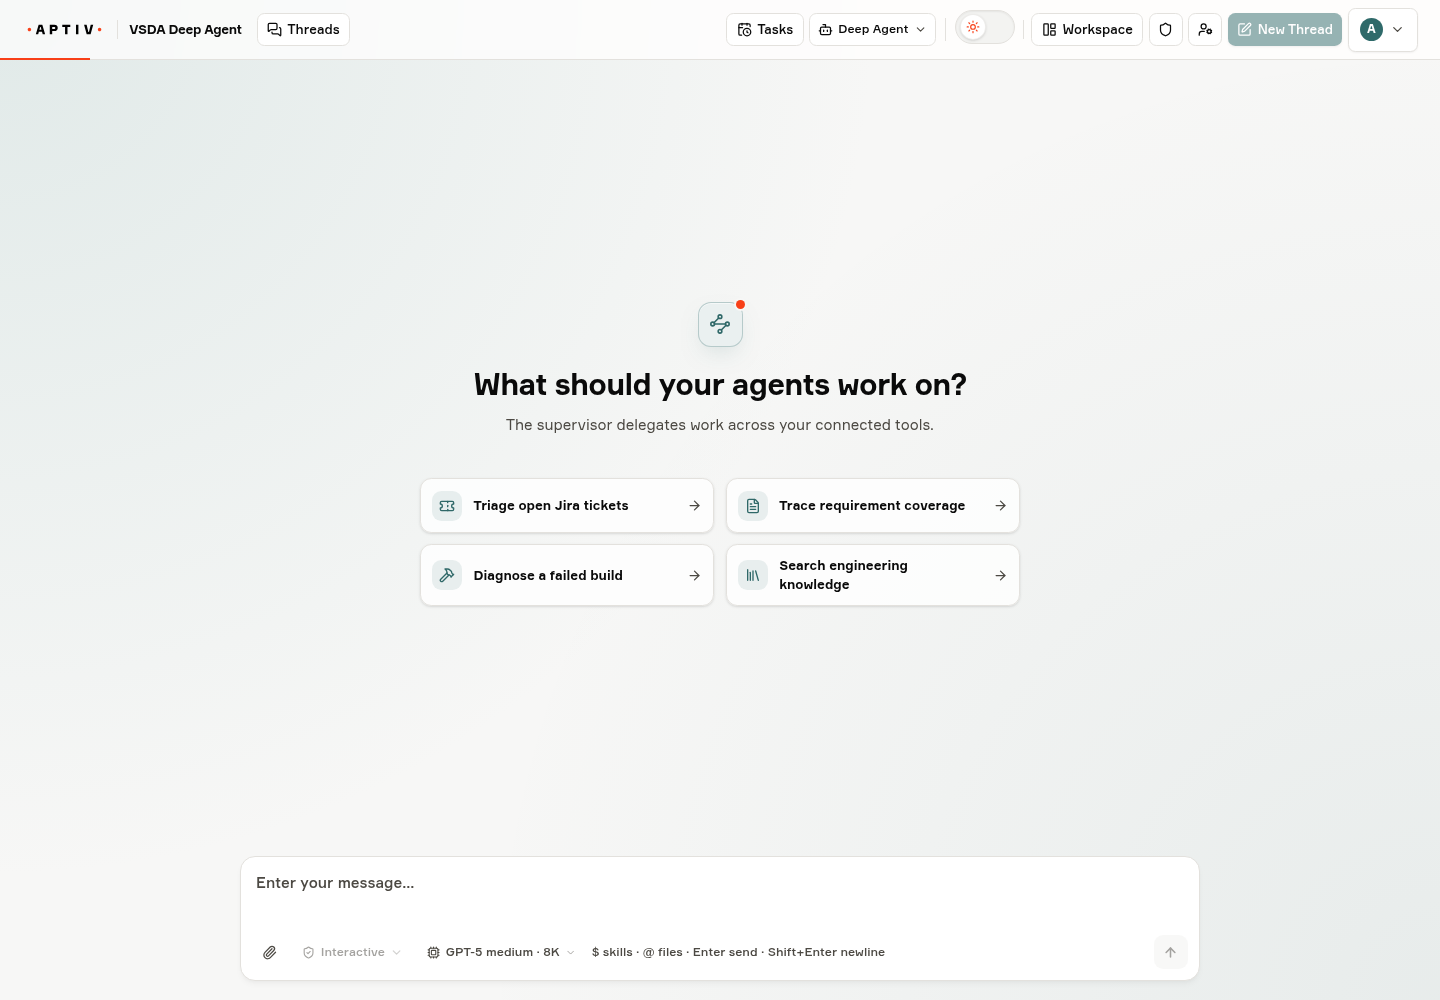 APTIV
VSDA Deep Agent
Threads
Tasks
Deep Agent
Workspace
New Thread
A
What should your agents work on?
The supervisor delegates work across your connected tools.
Triage open Jira tickets
Trace requirement coverage
Diagnose a failed build
Search engineering
knowledge
Enter your message...
Interactive
GPT-5 medium · 8K
$ skills · @ files · Enter send · Shift+Enter newline